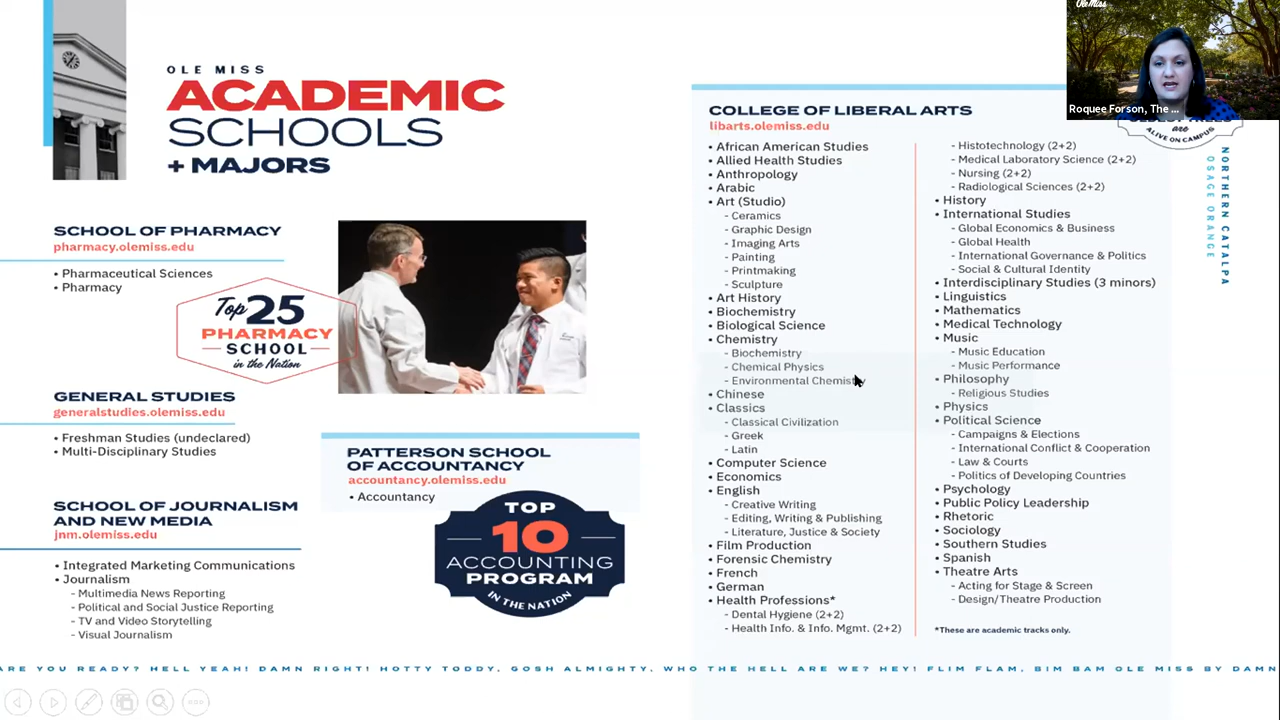 OLE MISS
ACADEMIC
SCHOOLS
+ MAJORS
SCHOOL OF PHARMACY
pharmacy.olemiss.edu
• Pharmaceutical Sciences
• Pharmacy
Top 25
PHARMACY
SCHOOL
in the Nation
GENERAL STUDIES
generalstudies.olemiss.edu
• Freshman Studies (undeclared)
• Multi-Disciplinary Studies
SCHOOL OF JOURNALISM
AND NEW MEDIA
jnm.olemiss.edu
• Integrated Marketing Communications
• Journalism
- Multimedia News Reporting
- Political and Social Justice Reporting
- TV and Video Storytelling
- Visual Journalism
PATTERSON SCHOOL
OF ACCOUNTANCY
accountancy.olemiss.edu
• Accountancy
TOP
10
ACCOUNTING
PROGRAM
IN THE NATION
COLLEGE OF LIBERAL ARTS
libarts.olemiss.edu
• African American Studies
• Allied Health Studies
• Anthropology
• Arabic
• Art (Studio)
- Ceramics
- Graphic Design
- Imaging Arts
- Painting
- Printmaking
- Sculpture
• Art History
• Biochemistry
• Biological Science
• Chemistry
- Biochemistry
- Chemical Physics
- Environmental Chemistry
• Chinese
• Classics
- Classical Civilization
- Greek
- Latin
• Computer Science
• Economics
• English
- Creative Writing
- Editing, Writing & Publishing
- Literature, Justice & Society
• Film Production
• Forensic Chemistry
• French
• German
• Health Professions*
- Dental Hygiene (2+2)
- Health Info. & Info. Mgmt. (2+2)
- Histotechnology (2+2)
- Medical Laboratory Science (2+2)
- Nursing (2+2)
- Radiological Sciences (2+2)
• History
• International Studies
- Global Economics & Business
- Global Health
- International Governance & Politics
- Social & Cultural Identity
• Interdisciplinary Studies (3 minors)
• Linguistics
• Mathematics
• Medical Technology
• Music
- Music Education
- Music Performance
• Philosophy
- Religious Studies
• Physics
• Political Science
- Campaigns & Elections
- International Conflict & Cooperation
- Law & Courts
- Politics of Developing Countries
• Psychology
• Public Policy Leadership
• Rhetoric
• Sociology
• Southern Studies
• Spanish
• Theatre Arts
- Acting for Stage & Screen
- Design/Theatre Production
*These are academic tracks only.
Ole Miss
Roquee Forson, The ...
are
ALIVE ON CAMPUS
NORTHERN CATALPA
OSAGE ORANGE
ARE YOU READY? HELL YEAH! DAMN RIGHT! HOTTY TODDY, GOSH ALMIGHTY, WHO THE HELL ARE WE? HEY! FLIM FLAM, BIM BAM OLE MISS BY DAMN